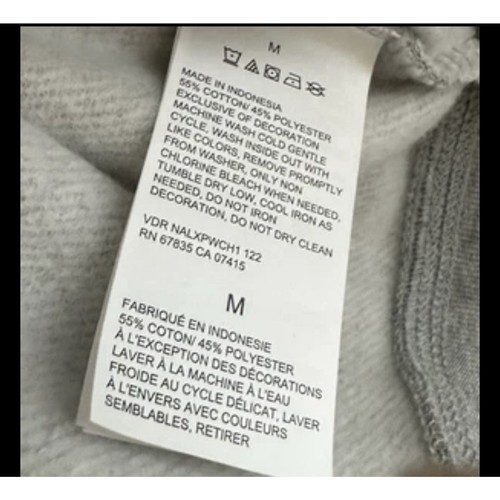 M
MADE IN INDONESIA
55% COTTON/ 45% POLYESTER
EXCLUSIVE OF DECORATION
MACHINE WASH COLD GENTLE
CYCLE, WASH INSIDE OUT WITH
LIKE COLORS, REMOVE PROMPTLY
FROM WASHER, ONLY NON
CHLORINE BLEACH WHEN NEEDED,
TUMBLE DRY LOW, COOL IRON AS
NEEDED, DO NOT IRON
DECORATION, DO NOT DRY CLEAN
VDR NALXPWCH1 122
RN 67835 CA 07415
M
FABRIQUÉ EN INDONESIE
55% COTON/ 45% POLYESTER
À L'EXCEPTION DES DÉCORATIONS
LAVER À LA MACHINE À L'EAU
FROIDE AU CYCLE DÉLICAT, LAVER
À L'ENVERS AVEC COULEURS
SEMBLABLES, RETIRER